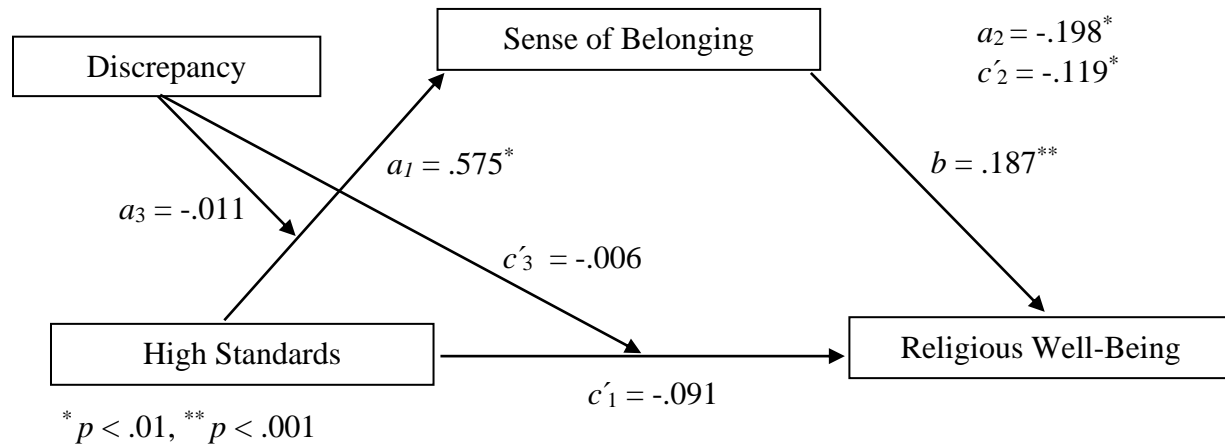 Sense of Belonging
a2 = -.198*
c´2 = -.119*
Discrepancy
a1 = .575*
b = .187**
a3 = -.011
c´3 = -.006
High Standards
Religious Well-Being
c´1 = -.091
* p < .01, ** p < .001